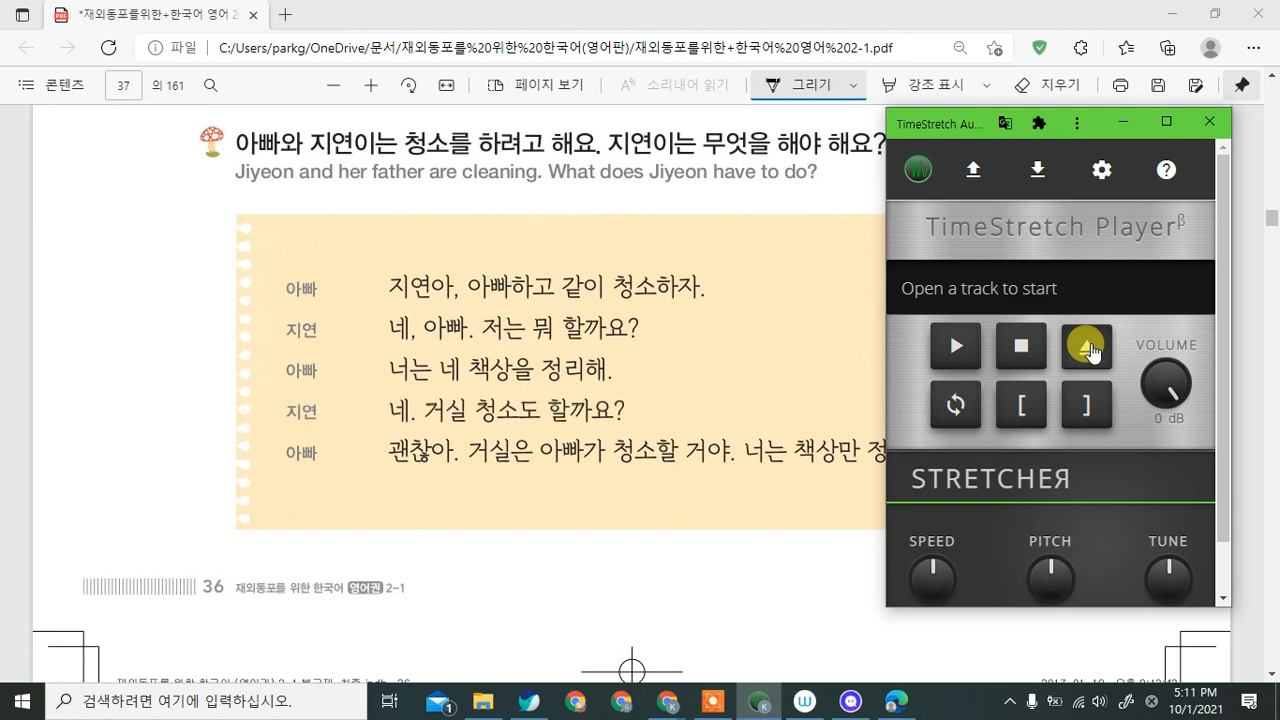 *재외동포를위한+한국어 영어 2-
파일
C:/Users/parkg/OneDrive/문서/재외동포를%20위한%20한국어(영어판)/재외동포를위한+한국어%20영어%202-1.pdf
콘텐츠
37
의 161
페이지 보기
소리내어 읽기
그리기
강조 표시
지우기
아빠와 지연이는 청소를 하려고 해요. 지연이는 무엇을 해야 해요?
Jiyeon and her father are cleaning. What does Jiyeon have to do?
아빠 지연아, 아빠하고 같이 청소하자.
지연 네, 아빠. 저는 뭐 할까요?
아빠 너는 네 책상을 정리해.
지연 네. 거실 청소도 할까요?
아빠 괜찮아. 거실은 아빠가 청소할 거야. 너는 책상만 정
36 재외동포를 위한 한국어 영어권 2-1
TimeStretch Au...
TimeStretch Playerβ
Open a track to start
VOLUME
[ ]
0 dB
STRETCHEЯ
SPEED PITCH TUNE
검색하려면 여기에 입력하십시오.
1
5:11 PM
10/1/2021